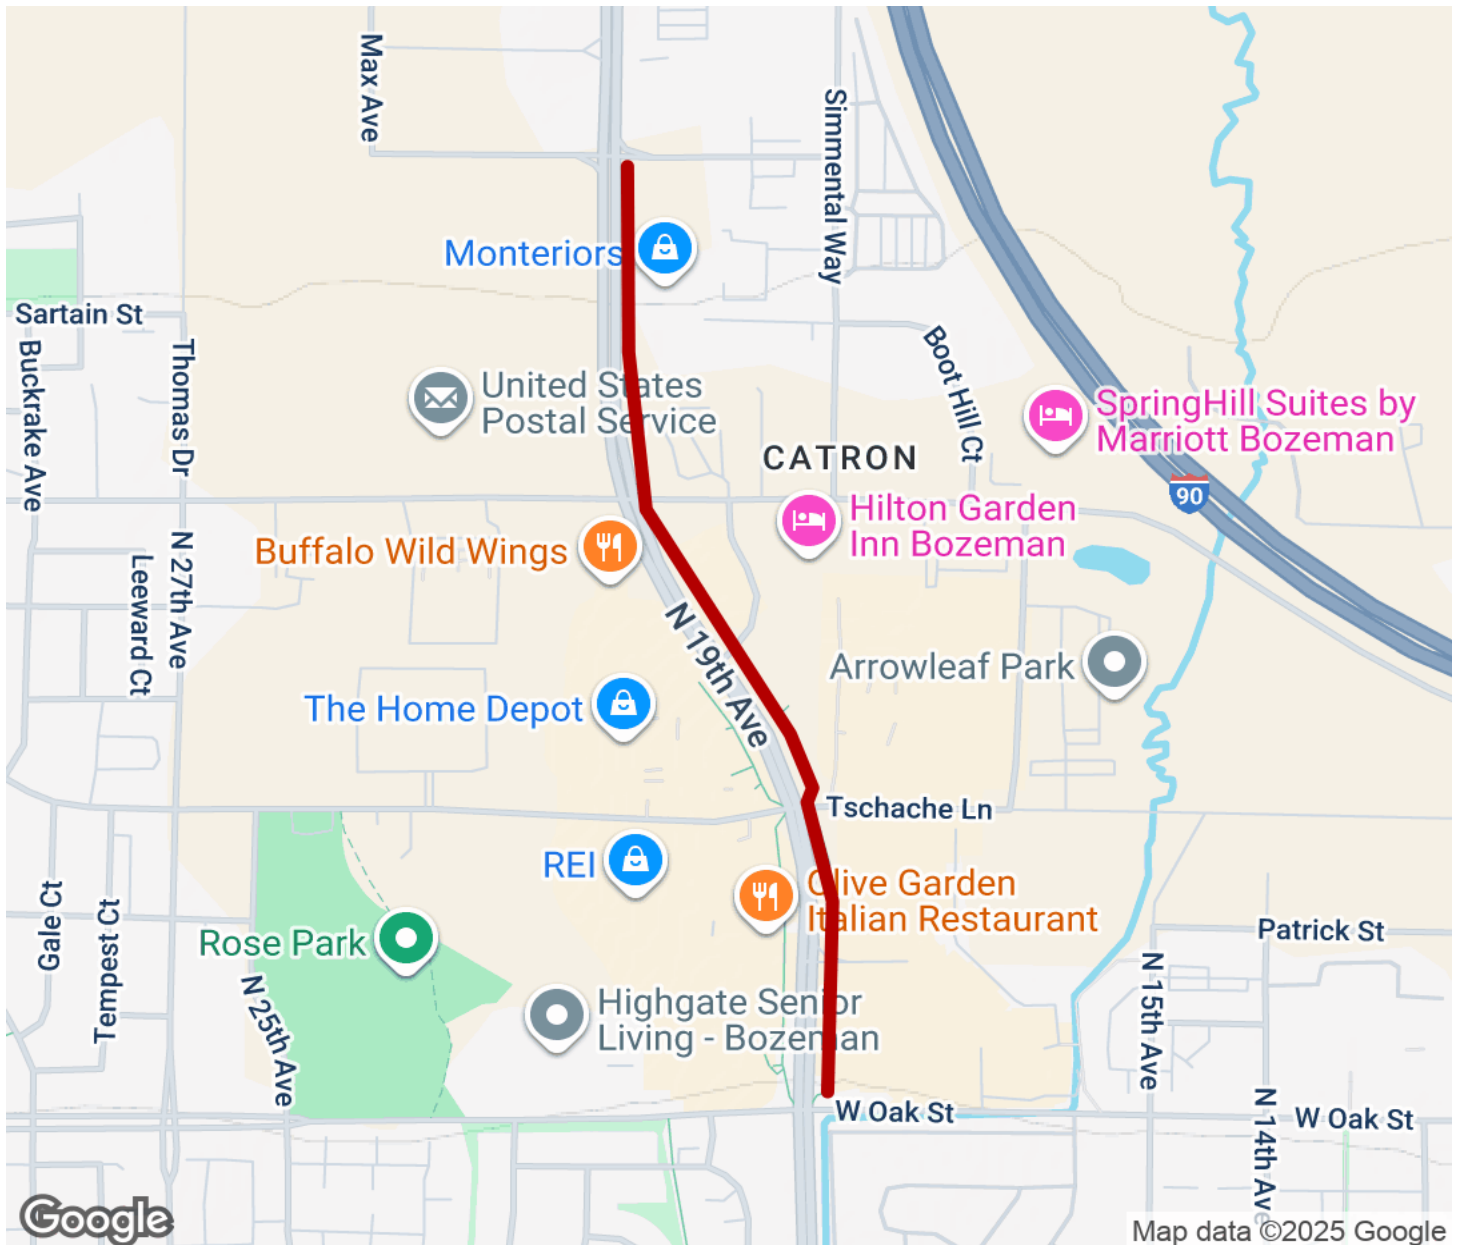 Max Ave
Simmental Way
Monteriors
Sartain St
Buckrake Ave
Thomas Dr
United States
Postal Service
Boot Hill Ct
SpringHill Suites by
Marriott Bozeman
CATRON
90
Hilton Garden
Inn Bozeman
Buffalo Wild Wings
Leeward Ct
N 27th Ave
N 19th Ave
Arrowleaf Park
The Home Depot
Tschache Ln
REI
Olive Garden
Italian Restaurant
Gale Ct
Tempest Ct
Rose Park
Patrick St
N 25th Ave
Highgate Senior
Living - Bozeman
N 15th Ave
W Oak St
W Oak St
N 14th Ave
Google
Map data ©2025 Google